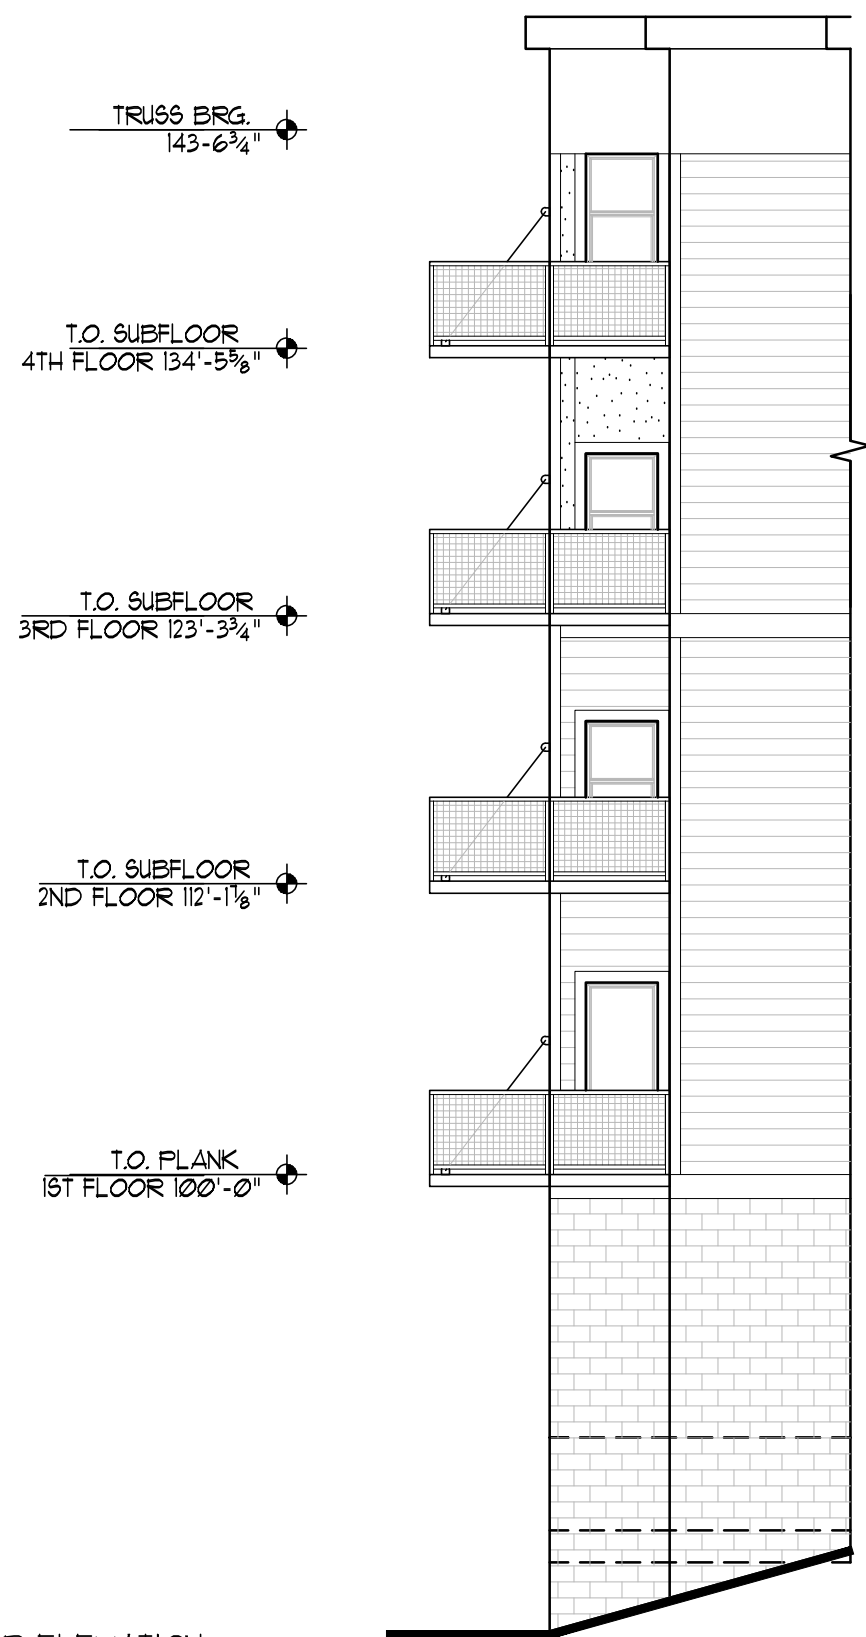 TRUSS BRG.
143-6¾"
T.O. SUBFLOOR
4TH FLOOR 134'-5⅝"
T.O. SUBFLOOR
3RD FLOOR 123'-3¾"
T.O. SUBFLOOR
2ND FLOOR 112'-1⅞"
T.O. PLANK
1ST FLOOR 100'-0"